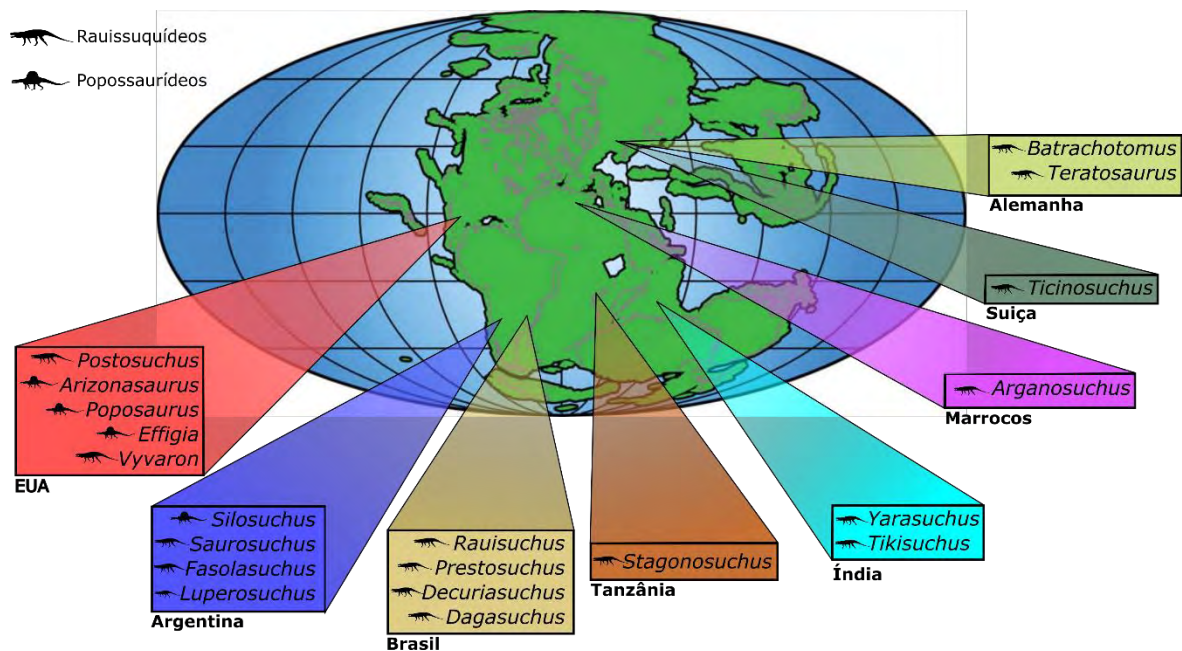 Rauissuquídeos
Popossaurídeos
Batrachotomus
Teratosaurus
Alemanha
Ticinosuchus
Suiça
Arganosuchus
Marrocos
Postosuchus
Arizonasaurus
Poposaurus
Effigia
Vyvaron
EUA
Silosuchus
Saurosuchus
Fasolasuchus
Luperosuchus
Argentina
Rauisuchus
Prestosuchus
Decuriasuchus
Dagasuchus
Brasil
Stagonosuchus
Tanzânia
Yarasuchus
Tikisuchus
Índia